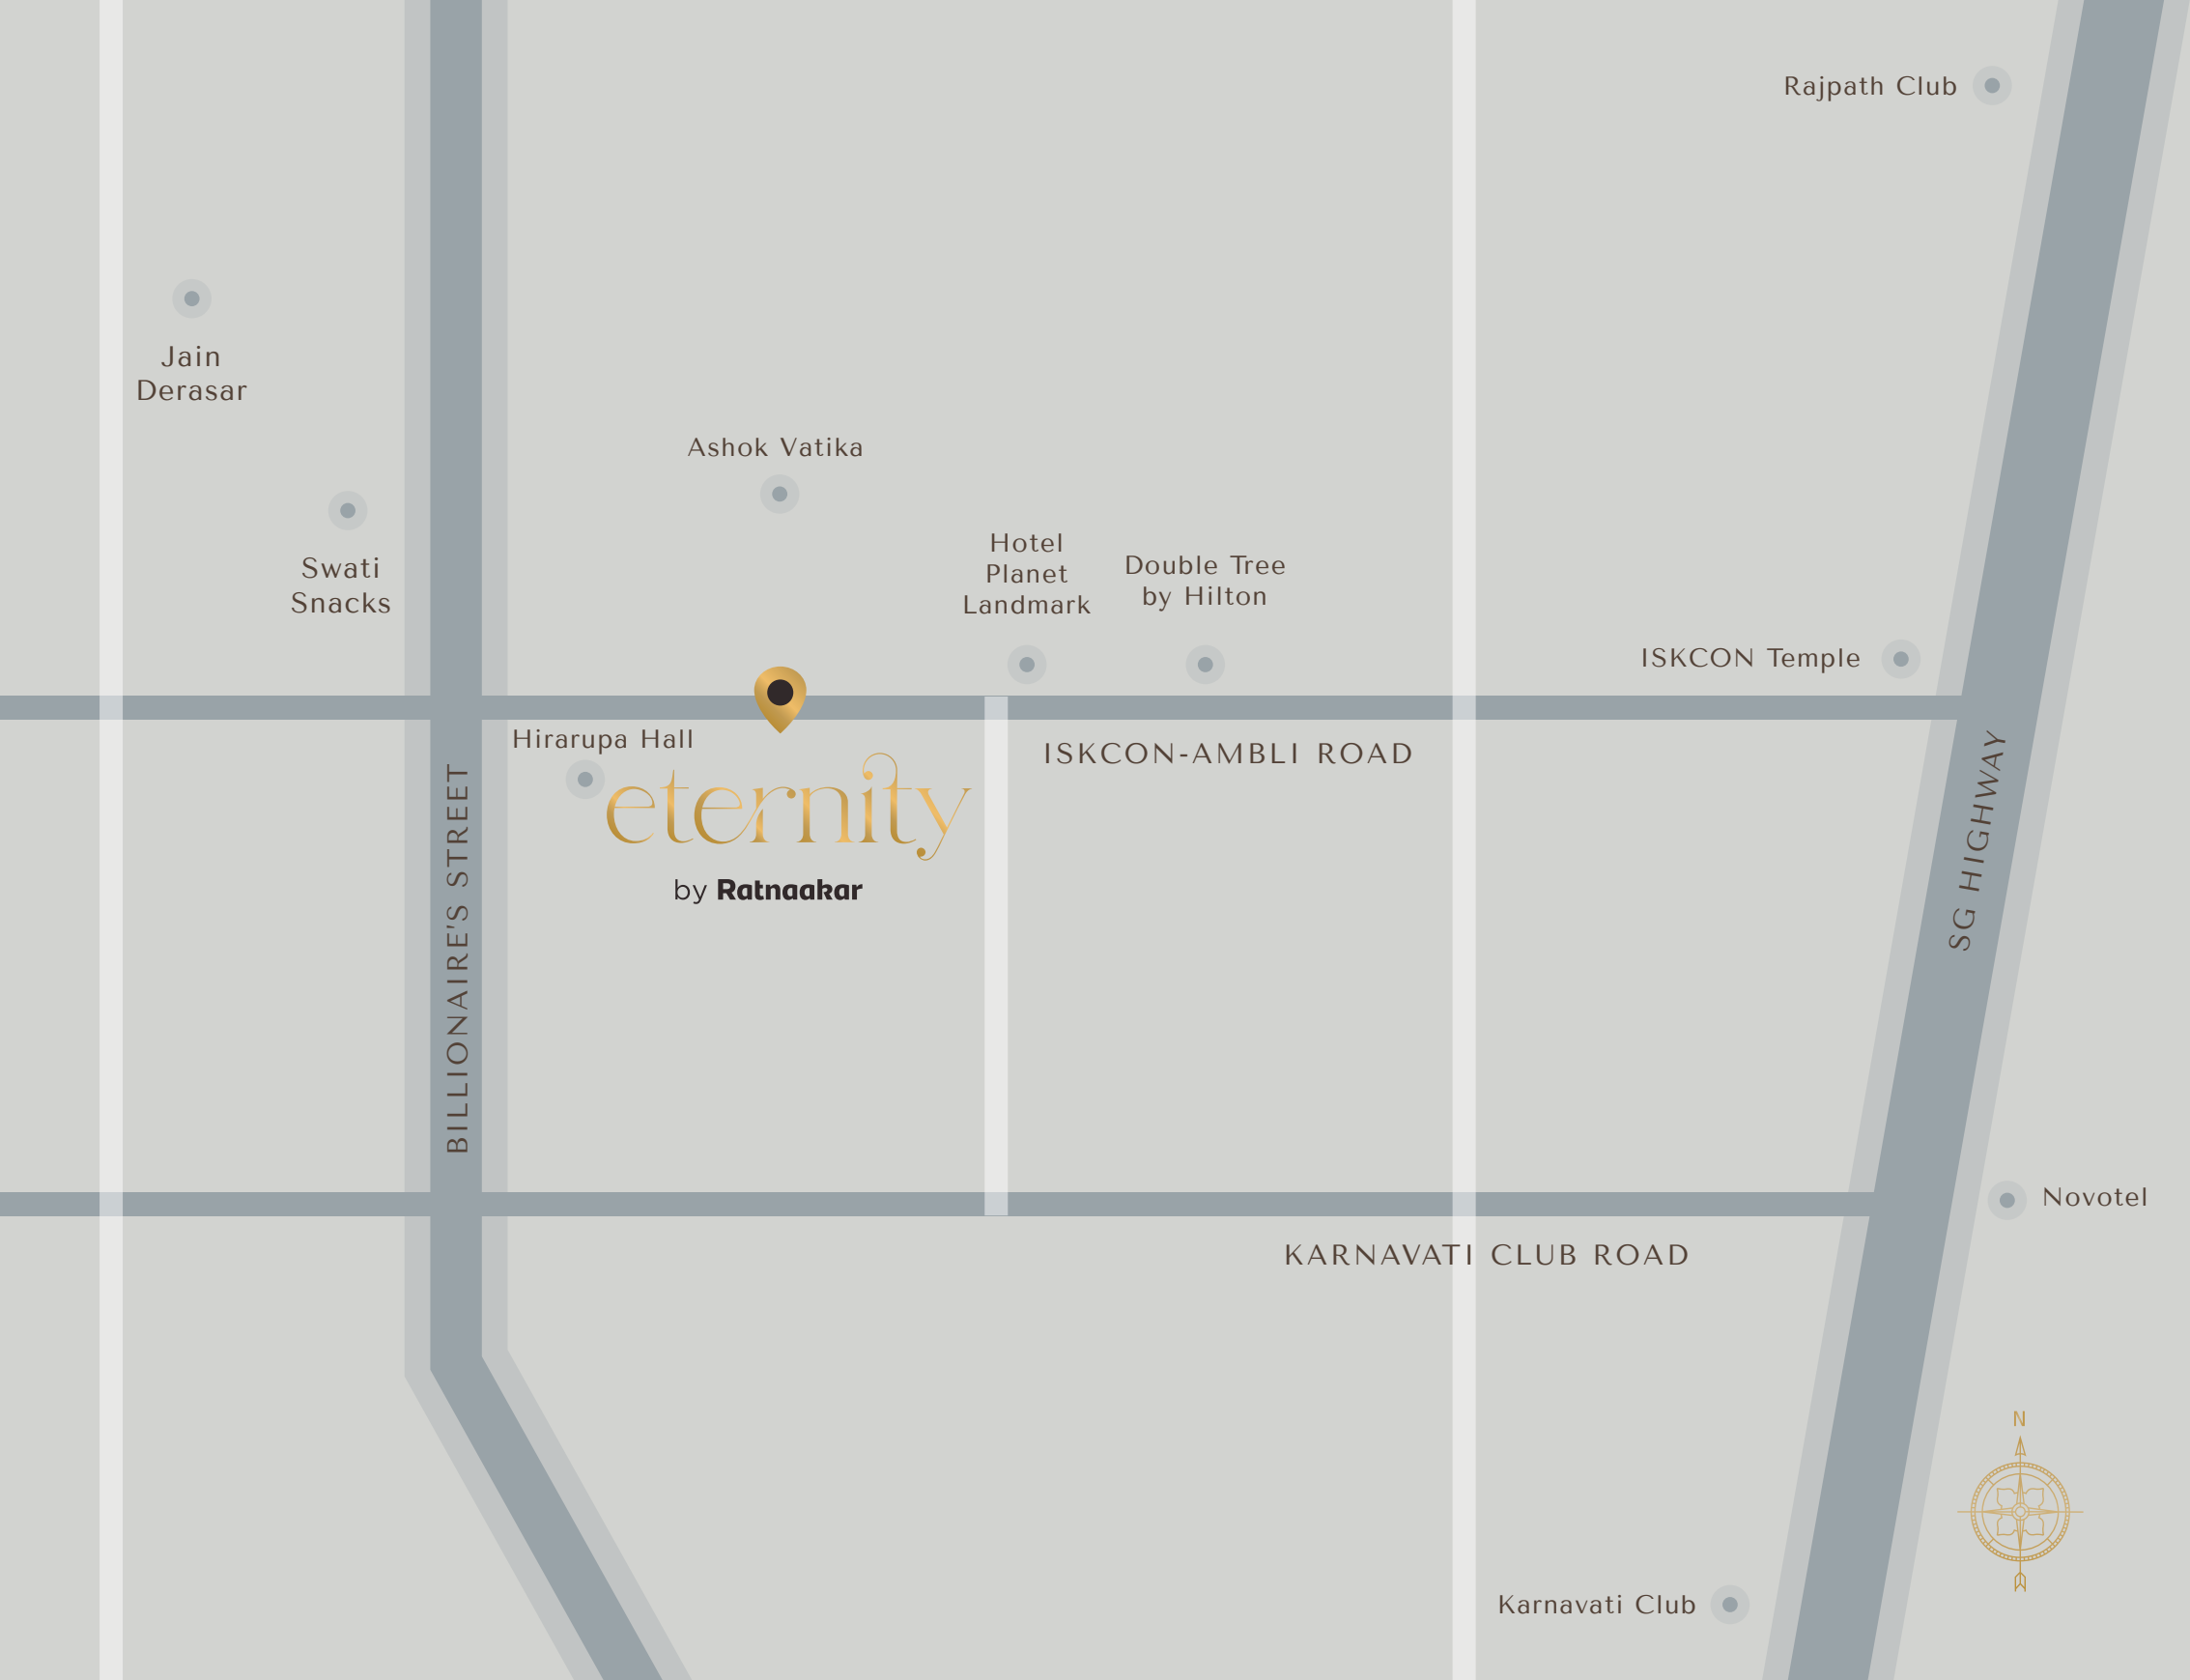 Rajpath Club
Jain
Derasar
Ashok Vatika
Swati
Snacks
Hotel
Planet
Landmark
Double Tree
by Hilton
ISKCON Temple
Hirarupa Hall
ISKCON-AMBLI ROAD
eternity
by Ratnaakar
BILLIONAIRE'S STREET
SG HIGHWAY
Novotel
KARNAVATI CLUB ROAD
N
Karnavati Club